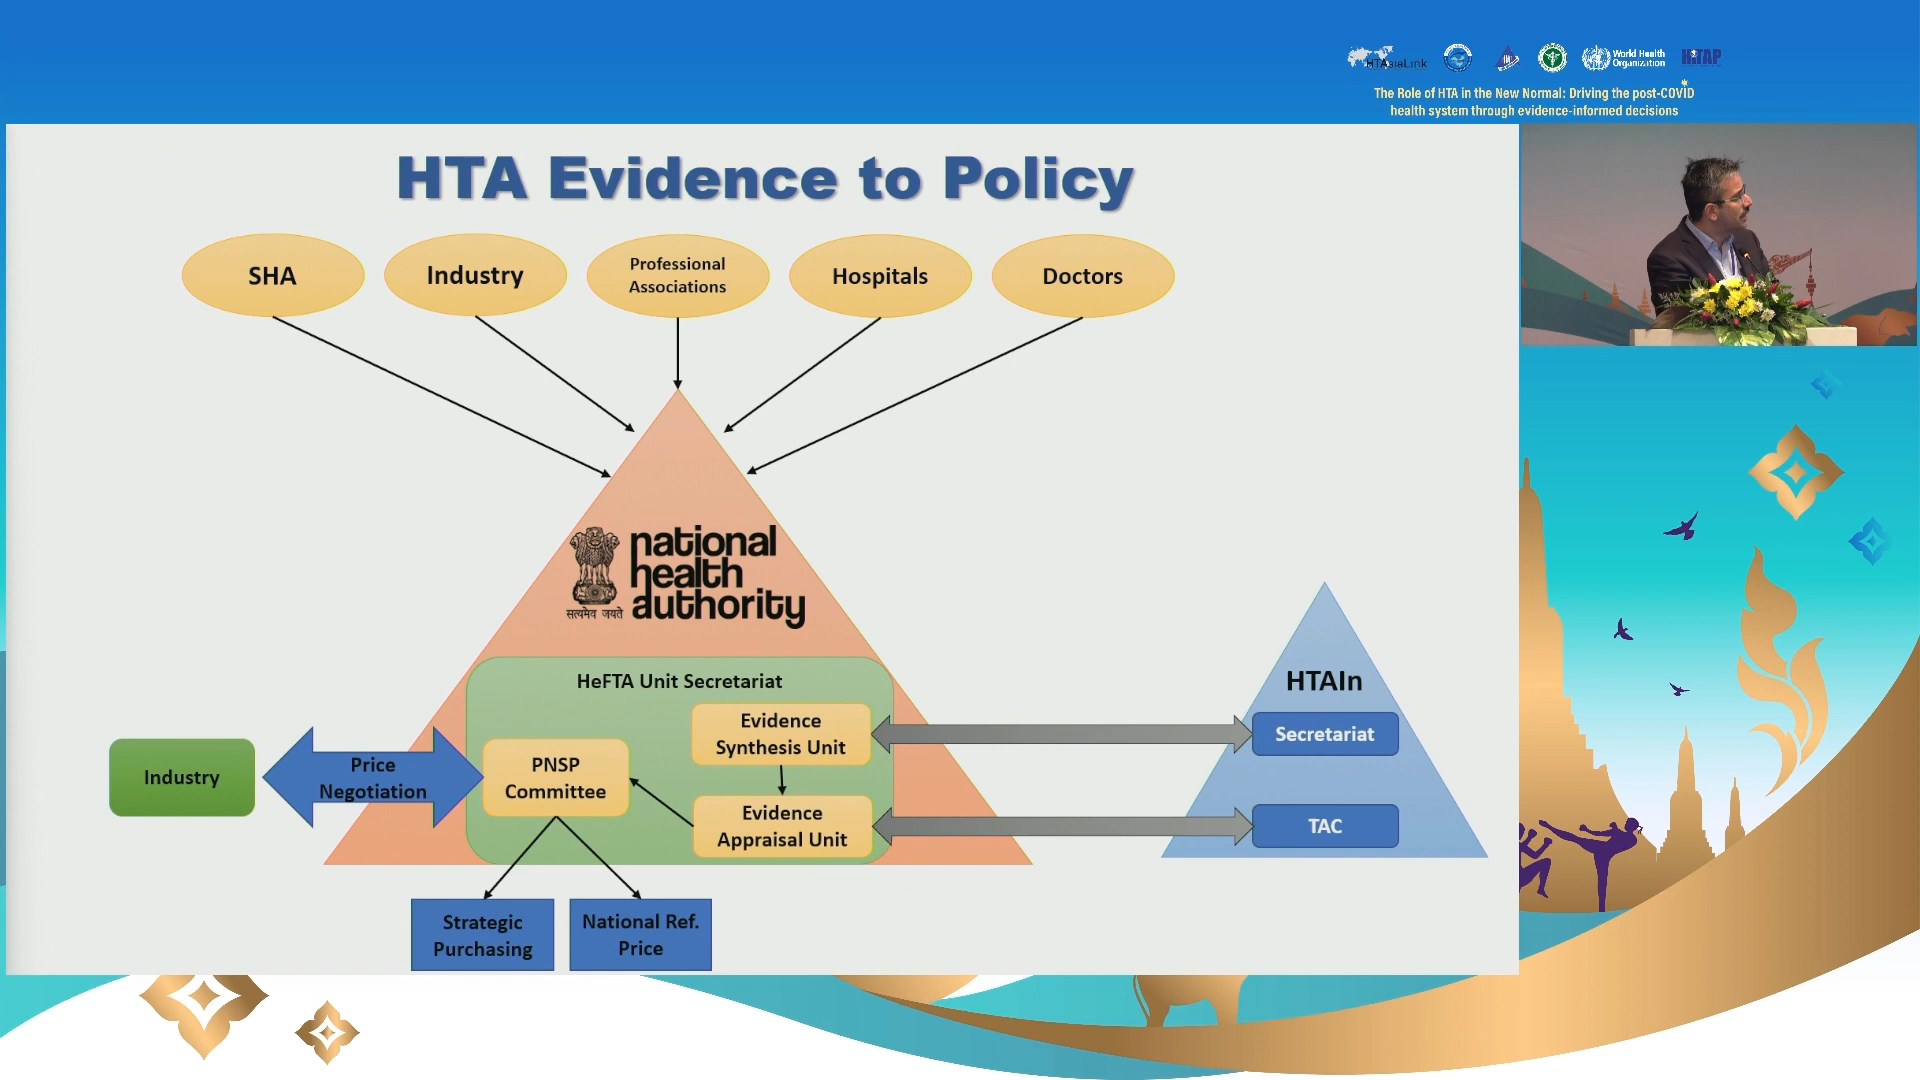 HTAsiaLink
World Health
Organization
HITAP
The Role of HTA in the New Normal: Driving the post-COVID
health system through evidence-informed decisions
HTA Evidence to Policy
SHA
Industry
Professional
Associations
Hospitals
Doctors
national
health
authority
सत्यमेव जयते
HeFTA Unit Secretariat
Evidence
Synthesis Unit
PNSP
Committee
Evidence
Appraisal Unit
Industry
Price
Negotiation
HTAIn
Secretariat
TAC
Strategic
Purchasing
National Ref.
Price